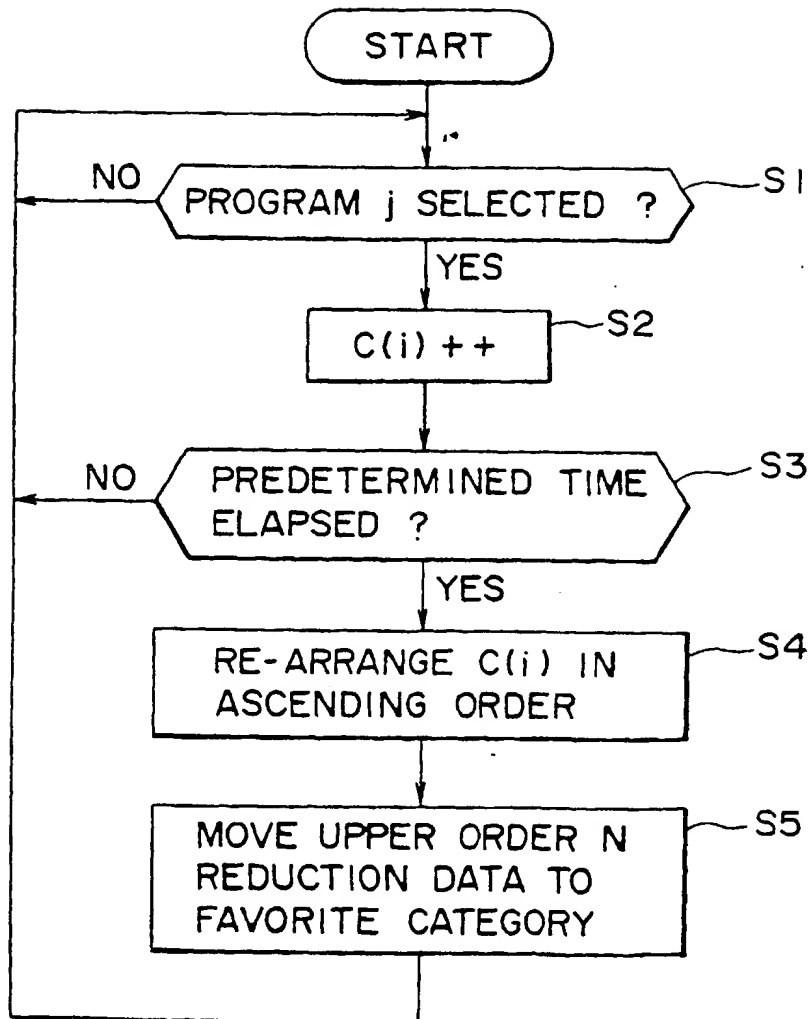 START
NO
PROGRAM j SELECTED ?
S1
YES
C(i) + +
S2
NO
PREDETERMINED TIME
ELAPSED ?
S3
YES
RE-ARRANGE C(i) IN
ASCENDING ORDER
S4
MOVE UPPER ORDER N
REDUCTION DATA TO
FAVORITE CATEGORY
S5